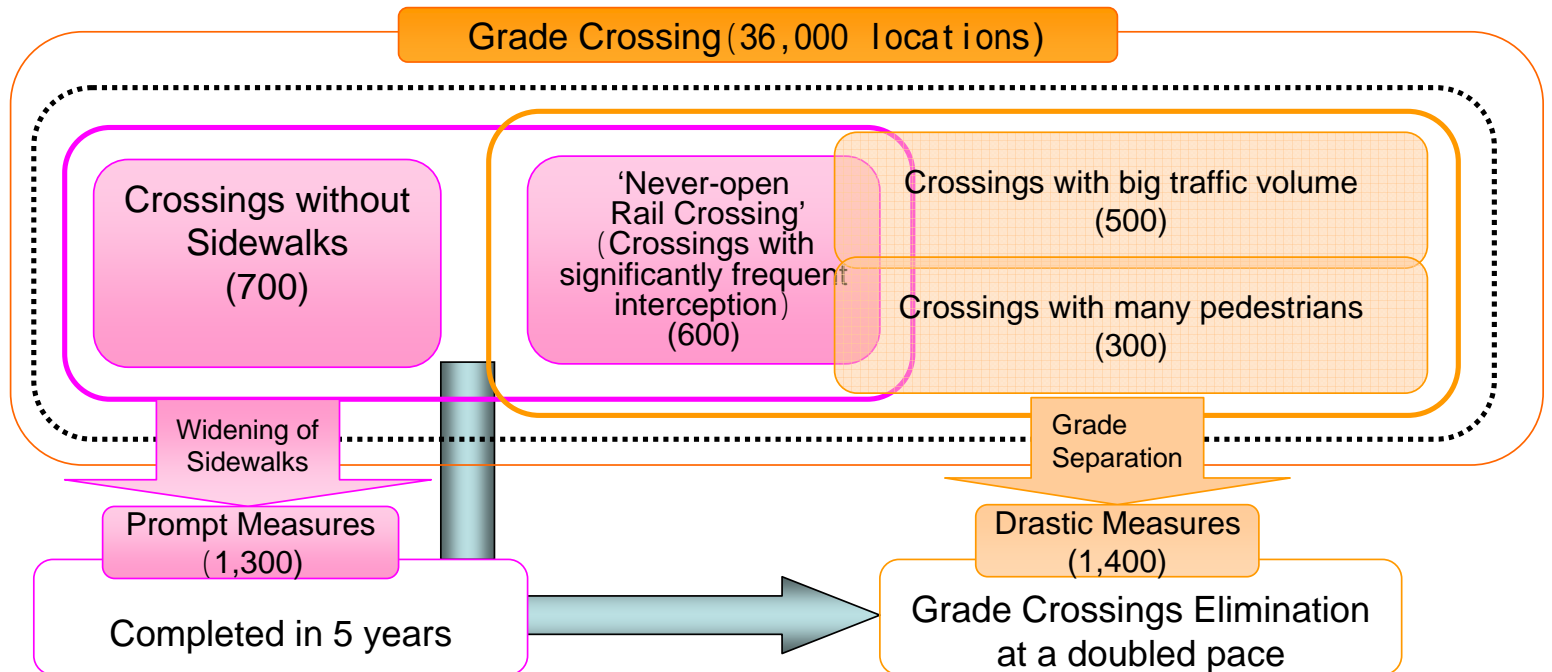 Grade Crossing(36,000 locations)
Crossings without
Sidewalks
(700)
‘Never-open
Rail Crossing’
(Crossings with
significantly frequent
interception)
(600)
Crossings with big traffic volume
(500)
Crossings with many pedestrians
(300)
Widening of
Sidewalks
Grade
Separation
Prompt Measures
(1,300)
Drastic Measures
(1,400)
Completed in 5 years
Grade Crossings Elimination
at a doubled pace